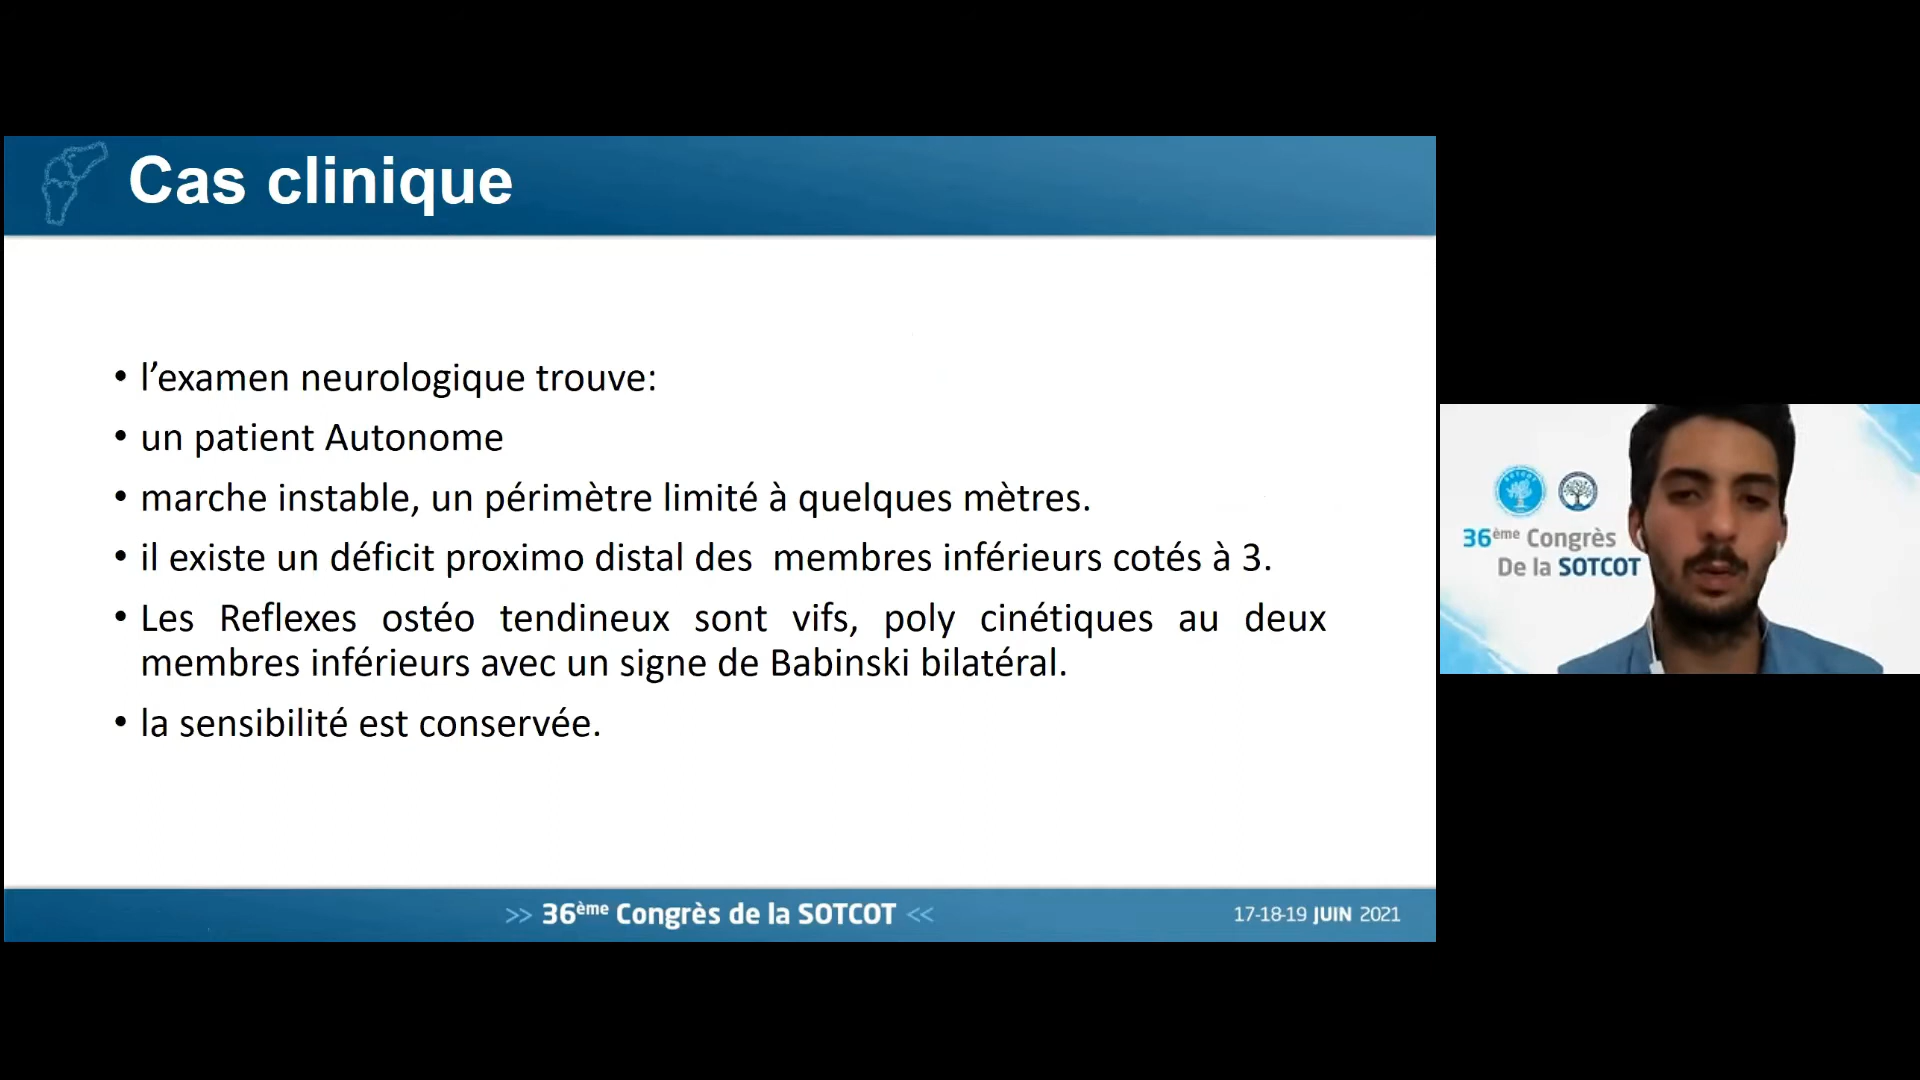 Cas clinique
• l’examen neurologique trouve:
• un patient Autonome
• marche instable, un périmètre limité à quelques mètres.
• il existe un déficit proximo distal des membres inférieurs cotés à 3.
• Les Reflexes ostéo tendineux sont vifs, poly cinétiques au deux
membres inférieurs avec un signe de Babinski bilatéral.
• la sensibilité est conservée.
>> 36ème Congrès de la SOTCOT <<
17-18-19 JUIN 2021
36ème Congrès
De la SOTCOT